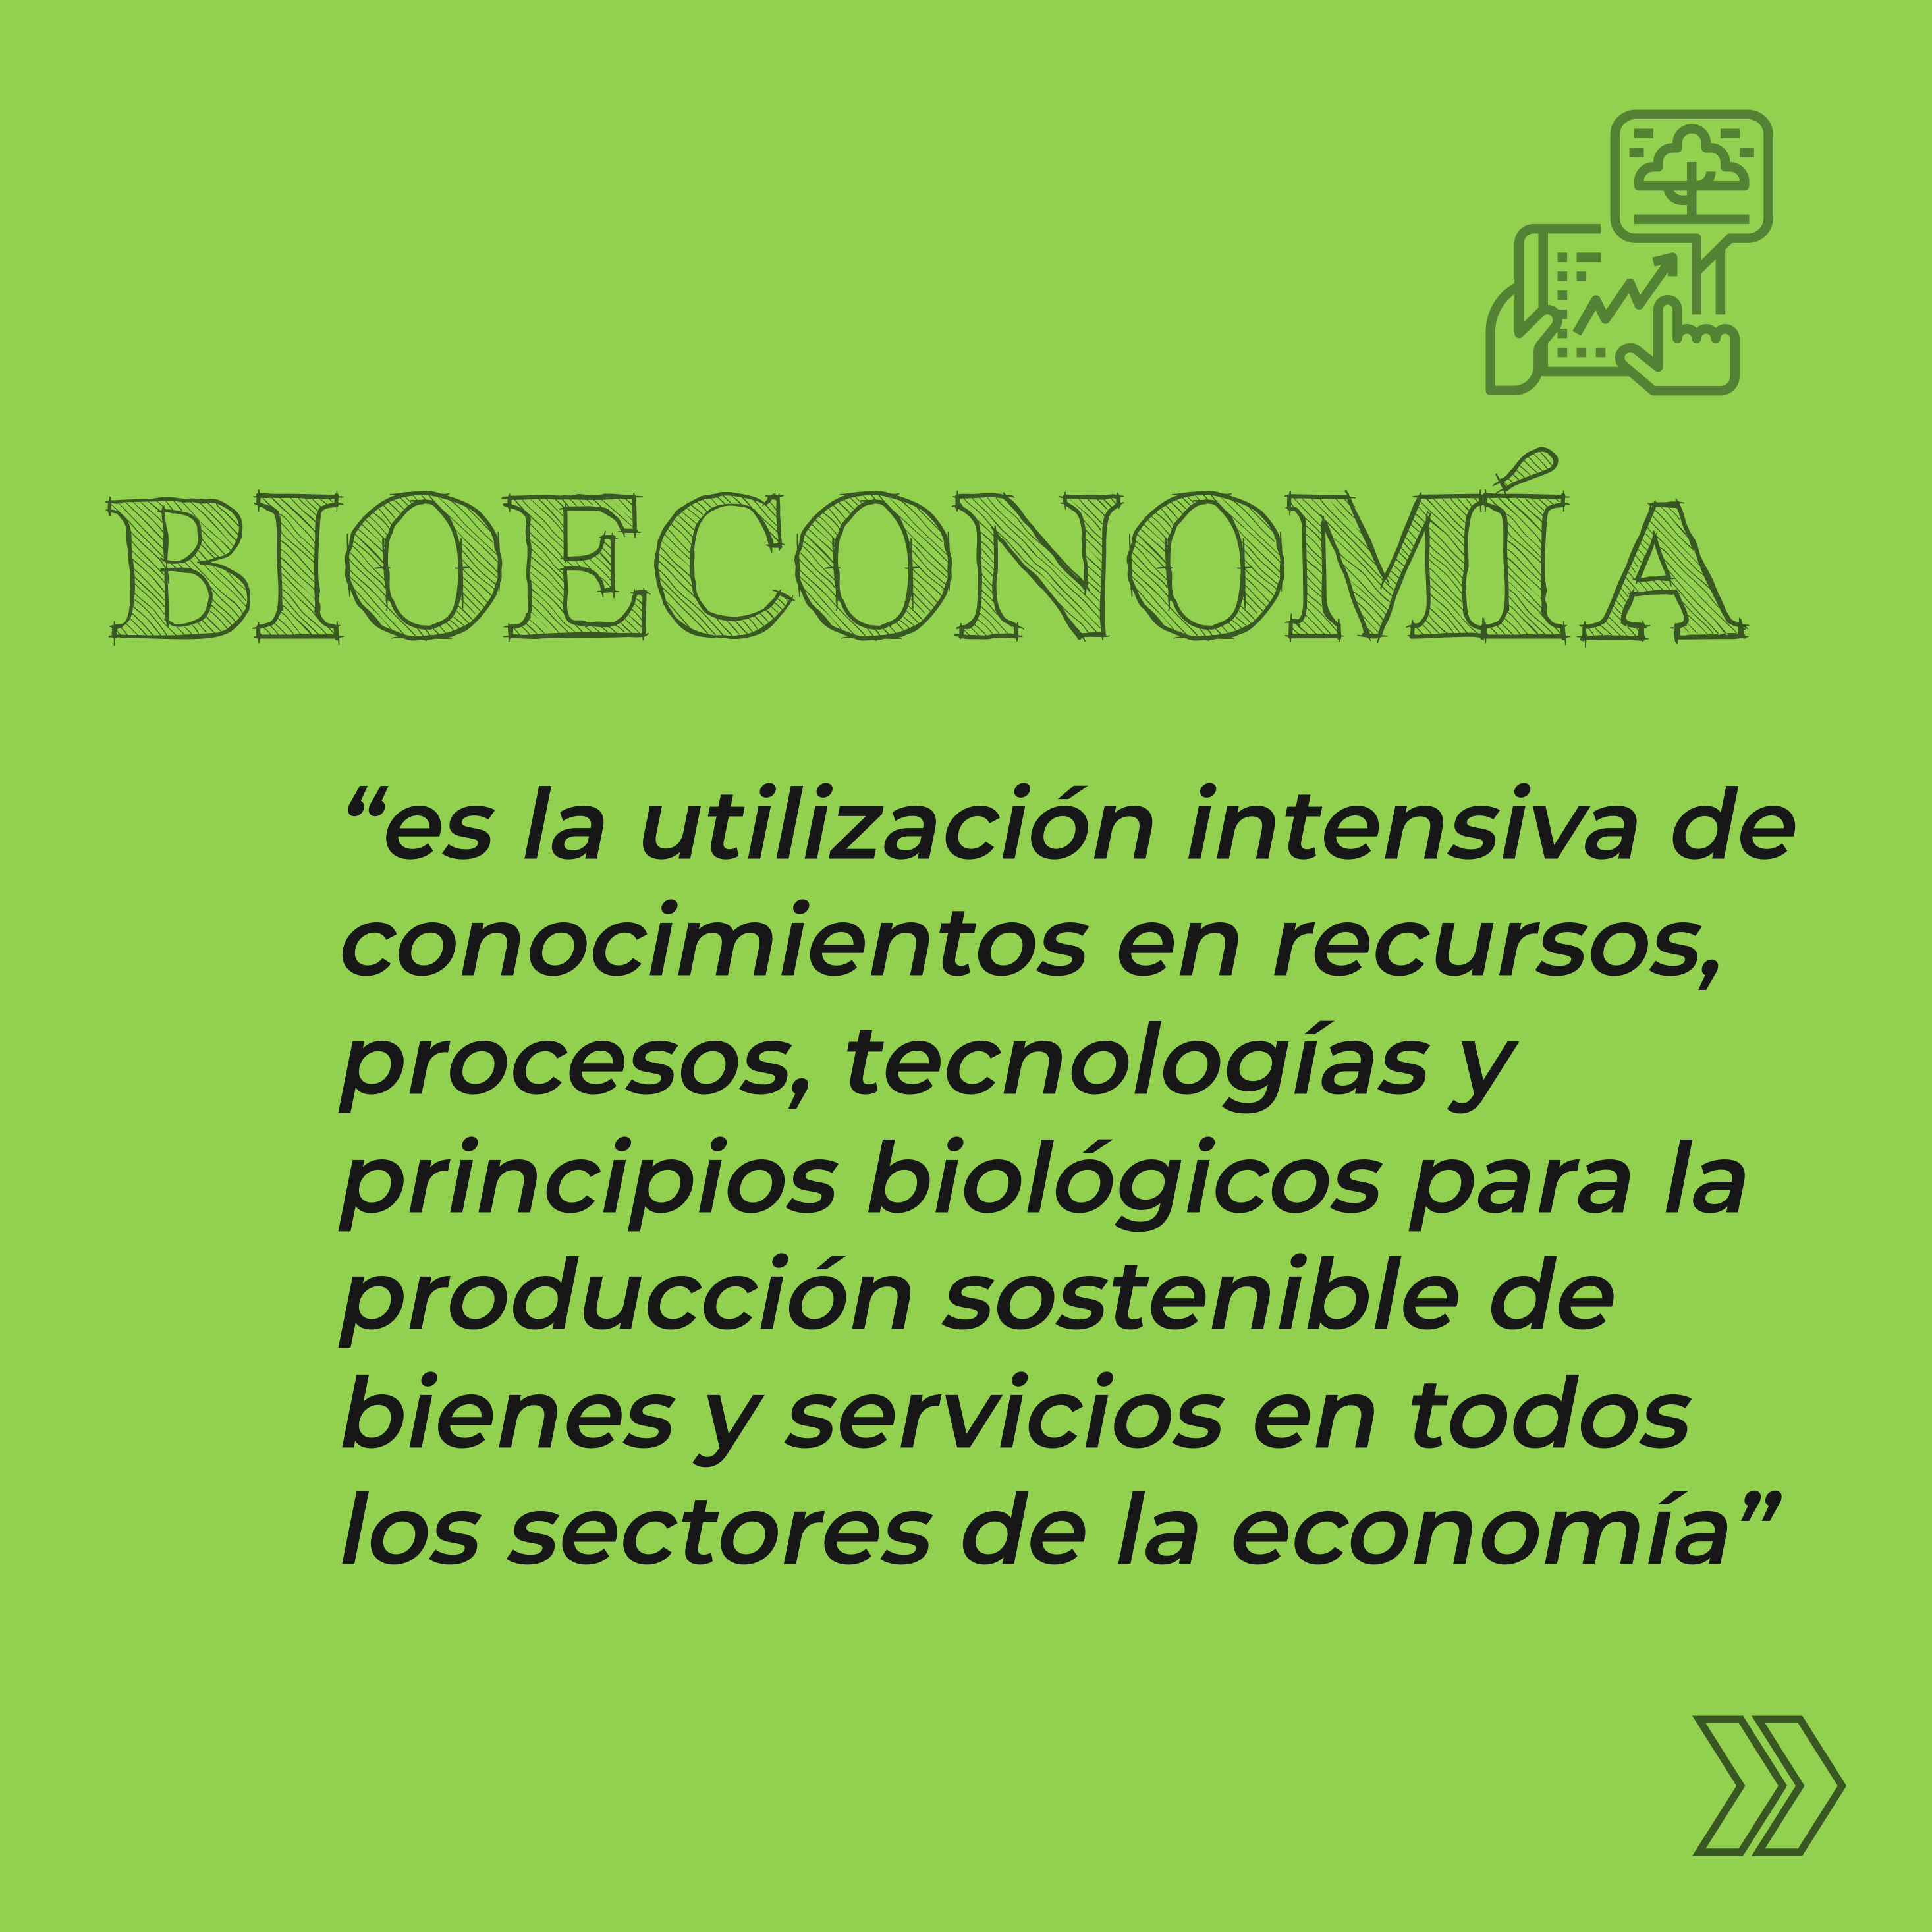 BIOECONOMÍA
“es la utilización intensiva de
conocimientos en recursos,
procesos, tecnologías y
principios biológicos para la
producción sostenible de
bienes y servicios en todos
los sectores de la economía”